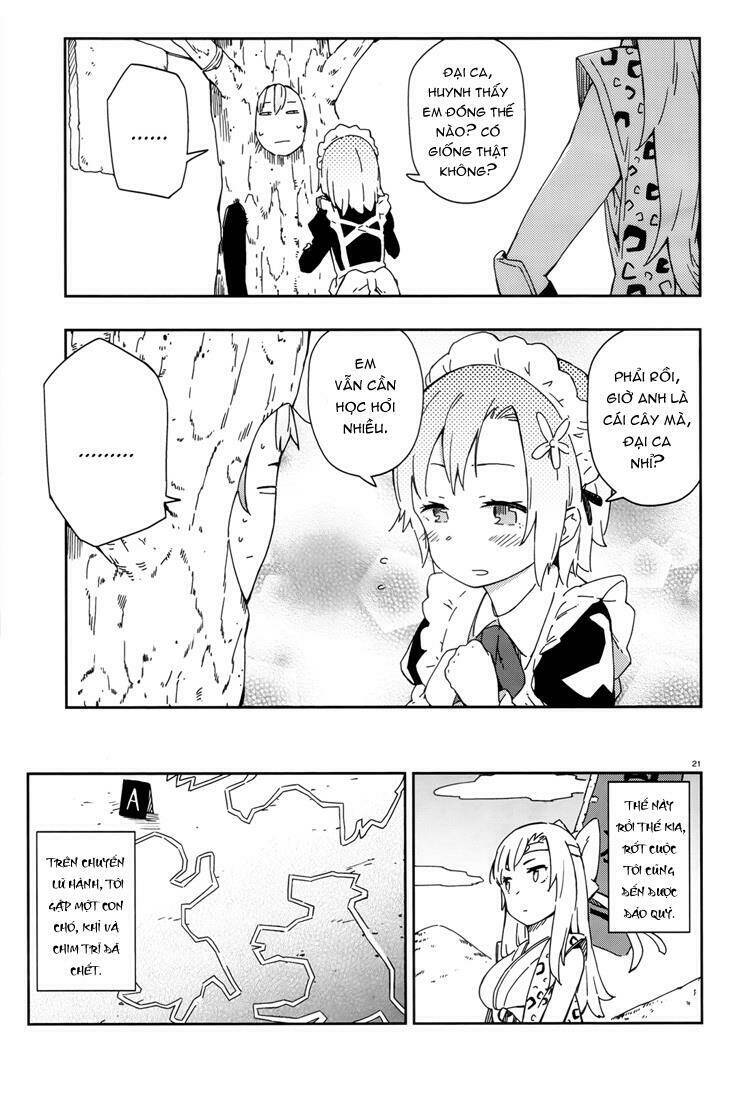 ĐẠI CA,
HUYNH THẤY
EM ĐÓNG THẾ
NÀO? CÓ
GIỐNG THẬT
KHÔNG?
......
PHẢI RỒI,
GIỜ ANH LÀ
CÁI CÂY MÀ,
ĐẠI CA
NHỈ?
EM
VẪN CẦN
HỌC HỎI
NHIỀU.
..........
21
THẾ NÀY
RỒI THẾ KIA,
RỐT CUỘC
TÔI CŨNG
ĐẾN ĐƯỢC
ĐẢO QUỶ.
A
TRÊN CHUYẾN
LỮ HÀNH, TÔI
GẶP MỘT CON
CHÓ, KHỈ VÀ
CHIM TRĨ ĐÃ
CHẾT.